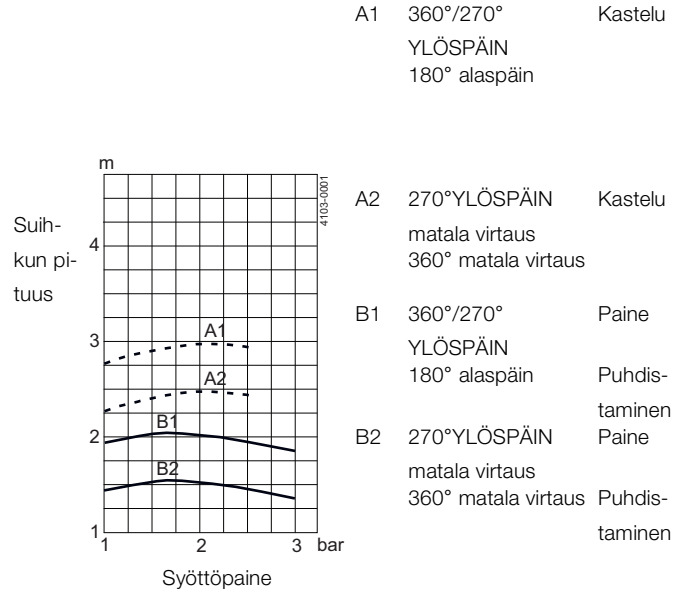 A1 360°/270° Kastelu
YLÖSPÄIN
180° alaspäin
m
4103-0001
A2 270°YLÖSPÄIN Kastelu
matala virtaus
360° matala virtaus
Suih-
kun pi-
tuus
4
3
2
1
A1
A2
B1
B2
B1 360°/270° Paine
YLÖSPÄIN
180° alaspäin Puhdis-
taminen
B2 270°YLÖSPÄIN Paine
matala virtaus
360° matala virtaus Puhdis-
taminen
1 2 3 bar
Syöttöpaine